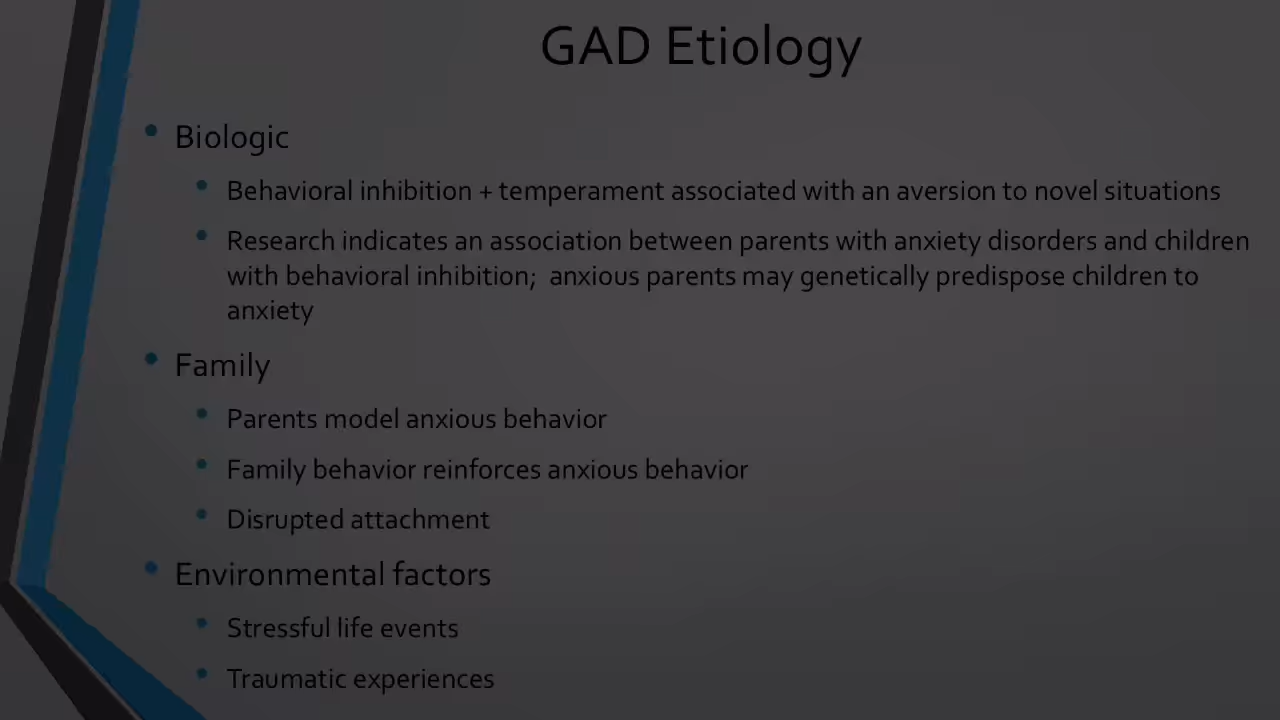 GAD Etiology
• Biologic
• Behavioral inhibition + temperament associated with an aversion to novel situations
• Research indicates an association between parents with anxiety disorders and children
with behavioral inhibition;  anxious parents may genetically predispose children to
anxiety
• Family
• Parents model anxious behavior
• Family behavior reinforces anxious behavior
• Disrupted attachment
• Environmental factors
• Stressful life events
• Traumatic experiences